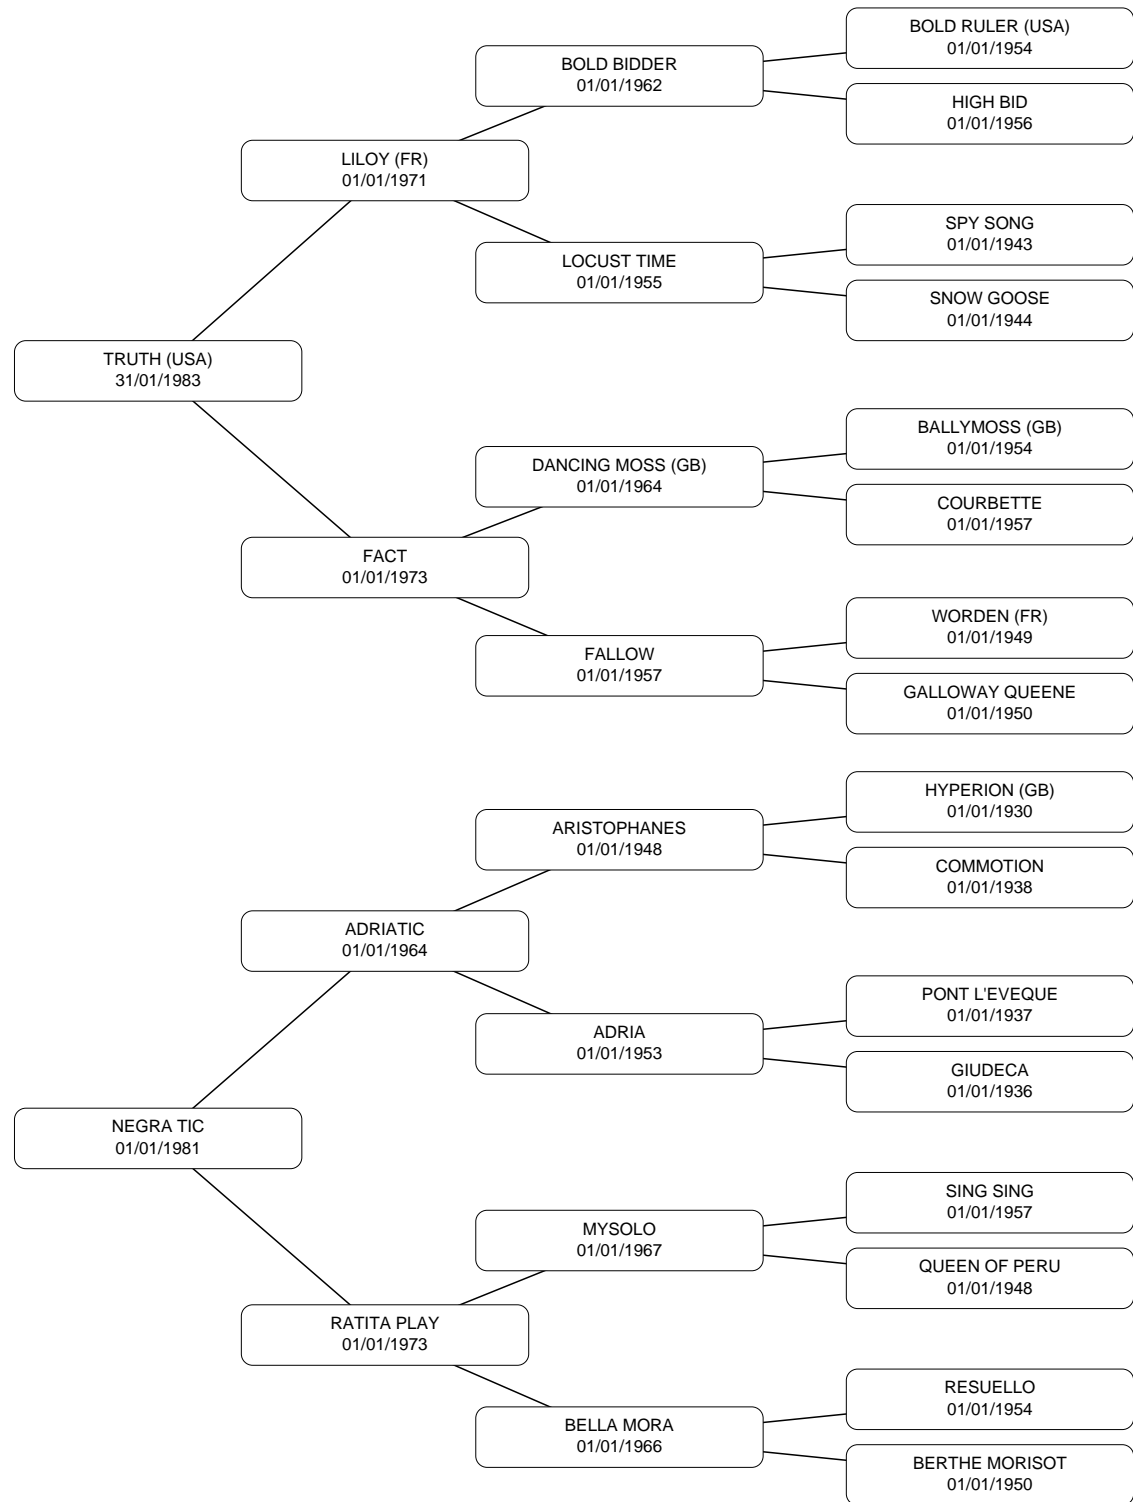 BOLD RULER (USA)
01/01/1954
BOLD BIDDER
01/01/1962
HIGH BID
01/01/1956
LILOY (FR)
01/01/1971
SPY SONG
01/01/1943
LOCUST TIME
01/01/1955
SNOW GOOSE
01/01/1944
TRUTH (USA)
31/01/1983
BALLYMOSS (GB)
01/01/1954
DANCING MOSS (GB)
01/01/1964
COURBETTE
01/01/1957
FACT
01/01/1973
WORDEN (FR)
01/01/1949
FALLOW
01/01/1957
GALLOWAY QUEENE
01/01/1950
HYPERION (GB)
01/01/1930
ARISTOPHANES
01/01/1948
COMMOTION
01/01/1938
ADRIATIC
01/01/1964
PONT L'EVEQUE
01/01/1937
ADRIA
01/01/1953
GIUDECA
01/01/1936
NEGRA TIC
01/01/1981
SING SING
01/01/1957
MYSOLO
01/01/1967
QUEEN OF PERU
01/01/1948
RATITA PLAY
01/01/1973
RESUELLO
01/01/1954
BELLA MORA
01/01/1966
BERTHE MORISOT
01/01/1950